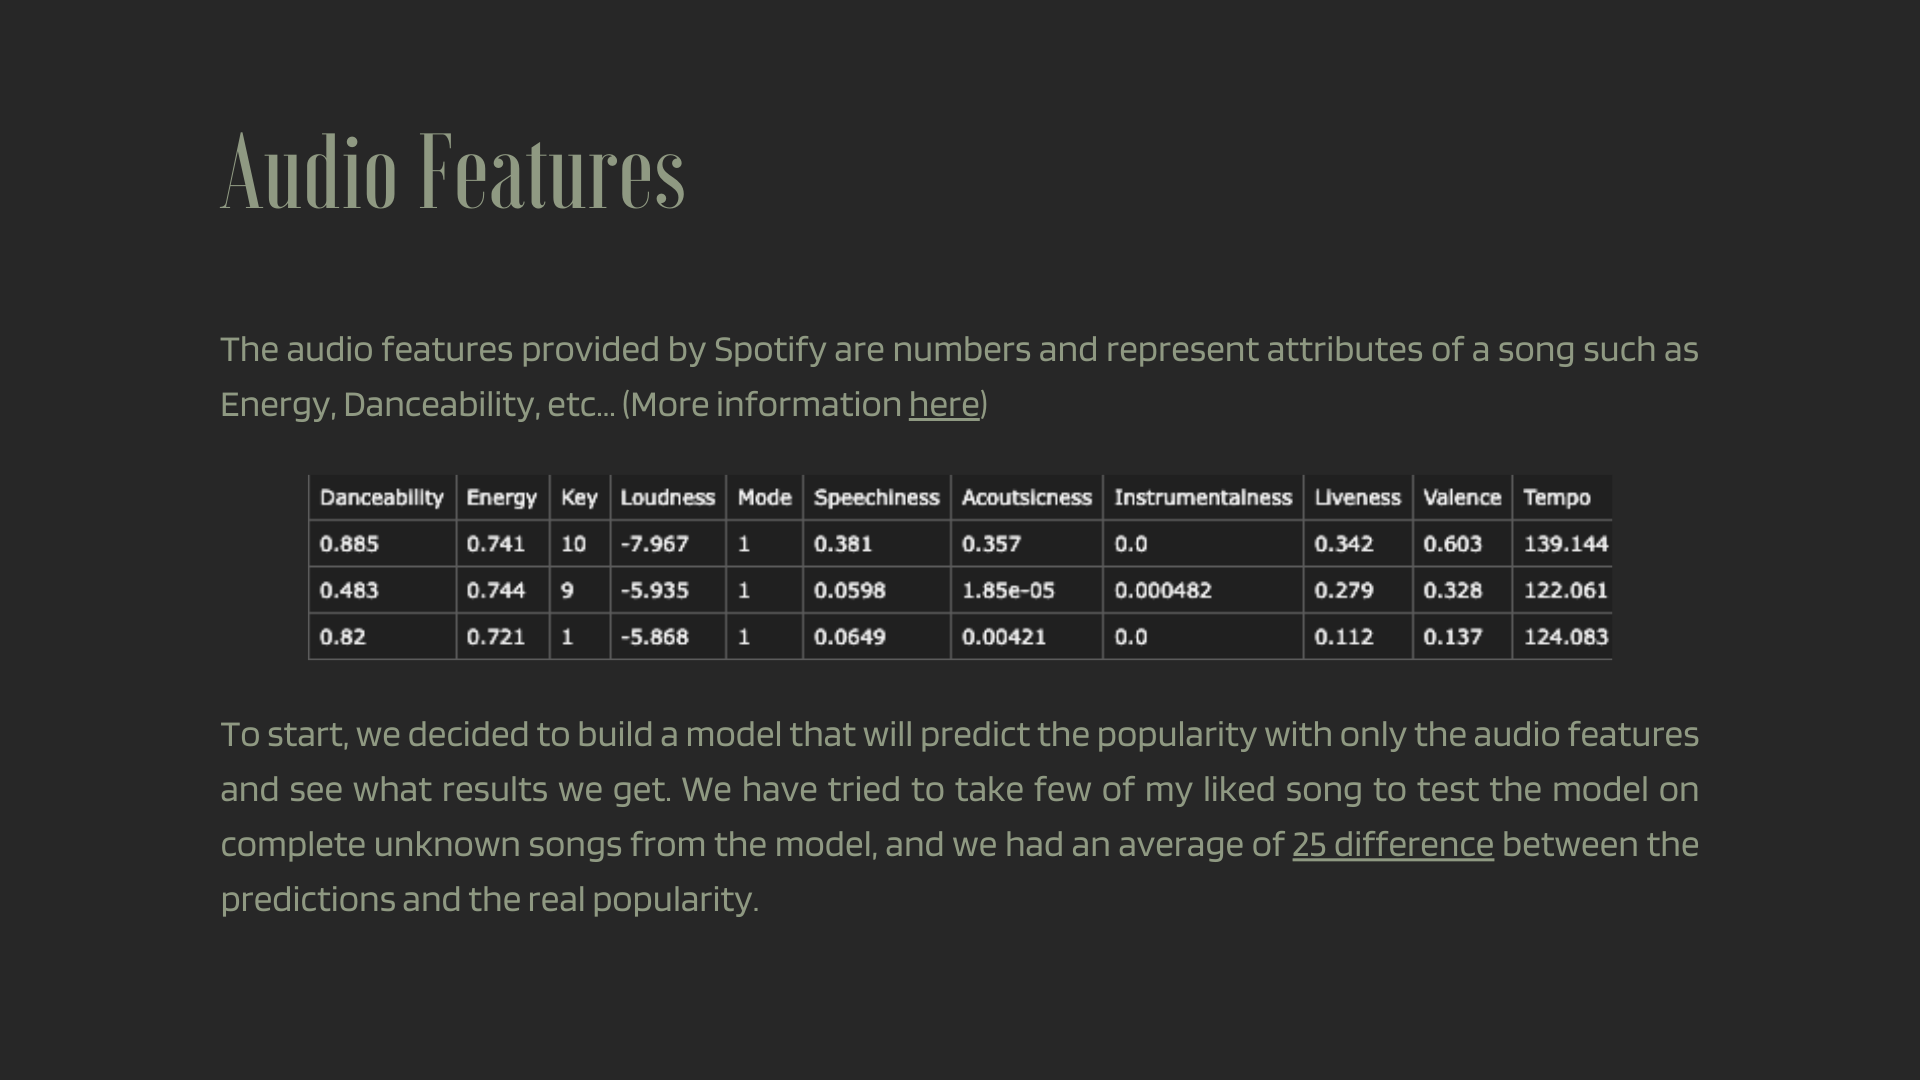 Audio Features
The audio features provided by Spotify are numbers and represent attributes of a song such as
Energy, Danceability, etc... (More information here)
Danceability Energy Key Loudness Mode Speechiness Acoutsicness Instrumentalness Liveness Valence Tempo
0.885 0.741 10 -7.967 1 0.381 0.357 0.0 0.342 0.603 139.144
0.483 0.744 9 -5.935 1 0.0598 1.85e-05 0.000482 0.279 0.328 122.061
0.82 0.721 1 -5.868 1 0.0649 0.00421 0.0 0.112 0.137 124.083
To start, we decided to build a model that will predict the popularity with only the audio features
and see what results we get. We have tried to take few of my liked song to test the model on
complete unknown songs from the model, and we had an average of 25 difference between the
predictions and the real popularity.